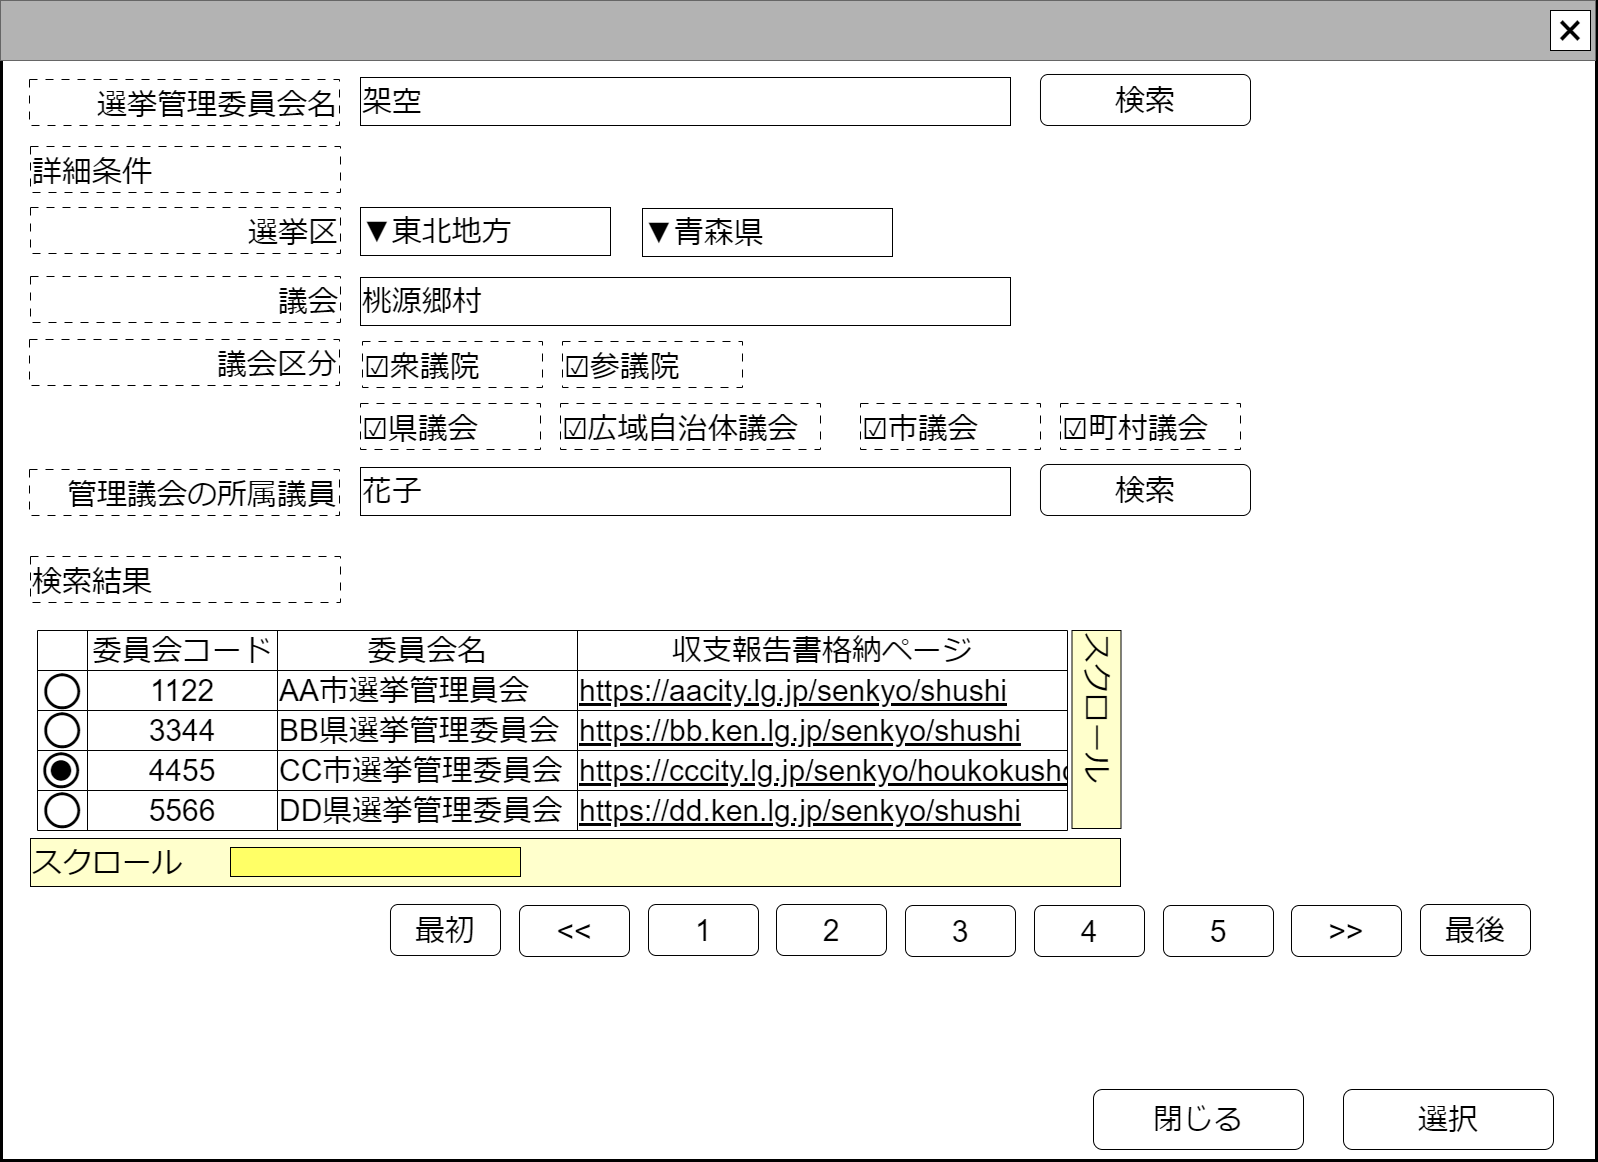 ×
選挙管理委員会名 架空 検索
詳細条件
選挙区 ▼東北地方 ▼青森県
議会 桃源郷村
議会区分 ☑衆議院 ☑参議院
☑県議会 ☑広域自治体議会 ☑市議会 ☑町村議会
管理議会の所属議員 花子 検索
検索結果
委員会コード 委員会名 収支報告書格納ページ
1122 AA市選挙管理員会 https://aacity.lg.jp/senkyo/shushi
3344 BB県選挙管理委員会 https://bb.ken.lg.jp/senkyo/shushi
4455 CC市選挙管理委員会 https://cccity.lg.jp/senkyo/houkokusho
5566 DD県選挙管理委員会 https://dd.ken.lg.jp/senkyo/shushi
スクロール
スクロール
最初 << 1 2 3 4 5 >> 最後
閉じる 選択